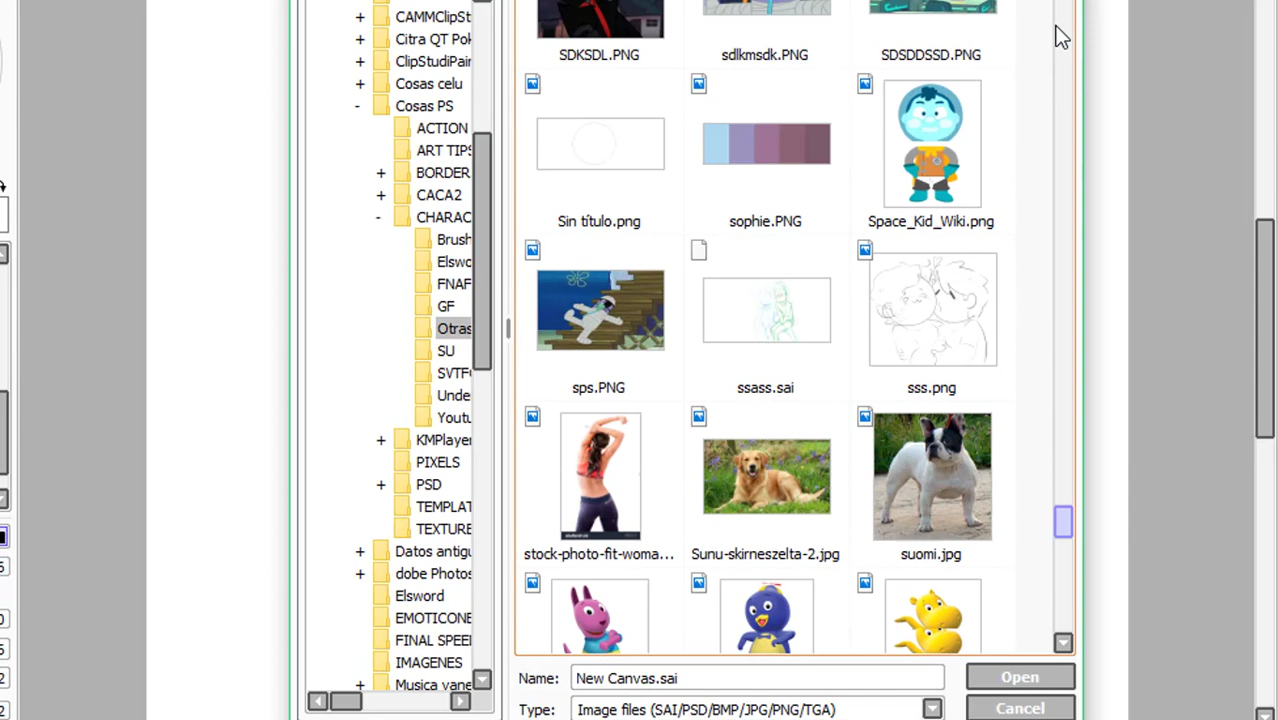 CAMMClipSt
Citra QT Pok
ClipStudiPair
Cosas celu
Cosas PS
ACTION
ART TIPS
BORDER
CACA2
CHARAC
Brush
Elswo
FNAF
GF
Otras
SU
SVTFO
Unde
Youtu
KMPlayer
PIXELS
PSD
TEMPLAT
TEXTURE
Datos antigu
dobe Photos
Elsword
EMOTICONE
FINAL SPEE
IMAGENES
Musica vane
SDKSDL.PNG sdlkmsdk.PNG SDSDDSSD.PNG
Sin título.png sophie.PNG Space_Kid_Wiki.png
sps.PNG ssass.sai sss.png
stock-photo-fit-woma... Sunu-skirneszelta-2.jpg suomi.jpg
Name: New Canvas.sai Open
Type: Image files (SAI/PSD/BMP/JPG/PNG/TGA) Cancel